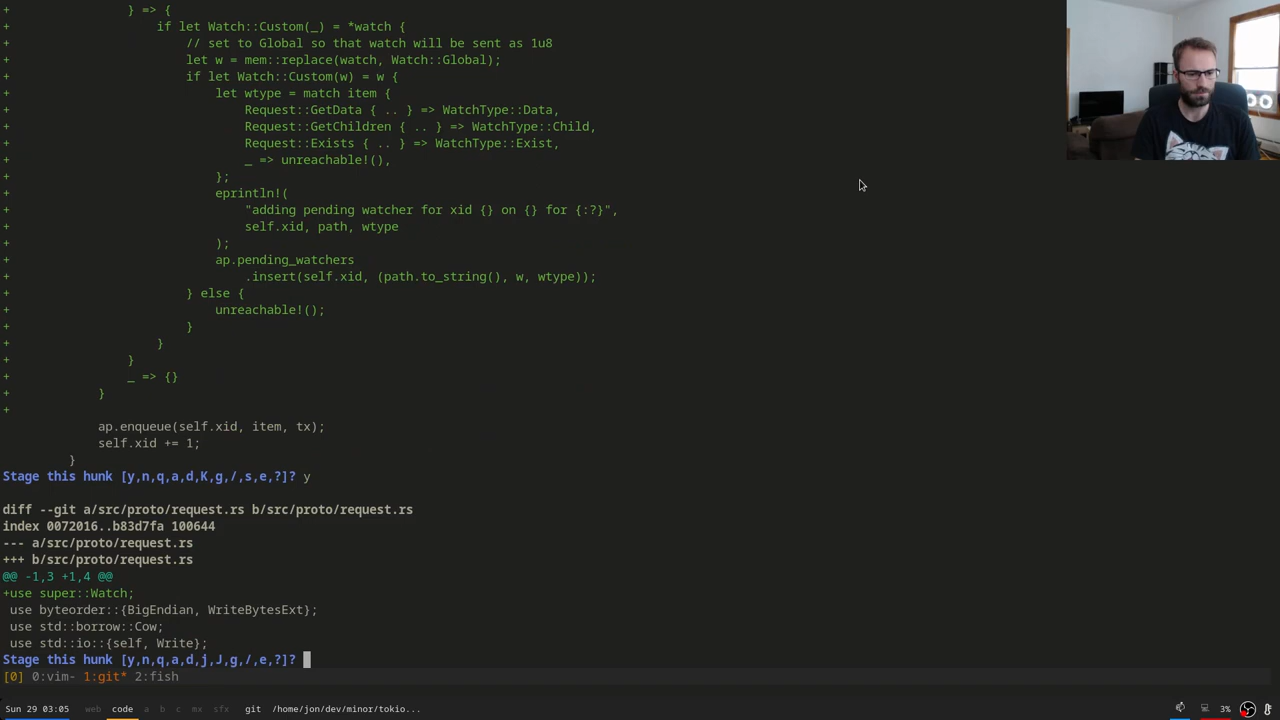 +                    } => {
+                        if let Watch::Custom(_) = *watch {
+                            // set to Global so that watch will be sent as 1u8
+                            let w = mem::replace(watch, Watch::Global);
+                            if let Watch::Custom(w) = w {
+                                let wtype = match item {
+                                    Request::GetData { .. } => WatchType::Data,
+                                    Request::GetChildren { .. } => WatchType::Child,
+                                    Request::Exists { .. } => WatchType::Exist,
+                                    _ => unreachable!(),
+                                };
+                                eprintln!(
+                                    "adding pending watcher for xid {} on {} for {:?}",
+                                    self.xid, path, wtype
+                                );
+                                ap.pending_watchers
+                                    .insert(self.xid, (path.to_string(), w, wtype));
+                            } else {
+                                unreachable!();
+                            }
+                        }
+                    }
+                    _ => {}
+                }
+
                ap.enqueue(self.xid, item, tx);
                self.xid += 1;
            }
Stage this hunk [y,n,q,a,d,K,g,/,s,e,?]? y
diff --git a/src/proto/request.rs b/src/proto/request.rs
index 0072016..b83d7fa 100644
--- a/src/proto/request.rs
+++ b/src/proto/request.rs
@@ -1,3 +1,4 @@
+use super::Watch;
 use byteorder::{BigEndian, WriteBytesExt};
 use std::borrow::Cow;
 use std::io::{self, Write};
Stage this hunk [y,n,q,a,d,j,J,g,/,e,?]?
[0] 0:vim- 1:git* 2:fish
Sun 29 03:05 web code a b c mx sfx git /home/jon/dev/minor/tokio... 3%